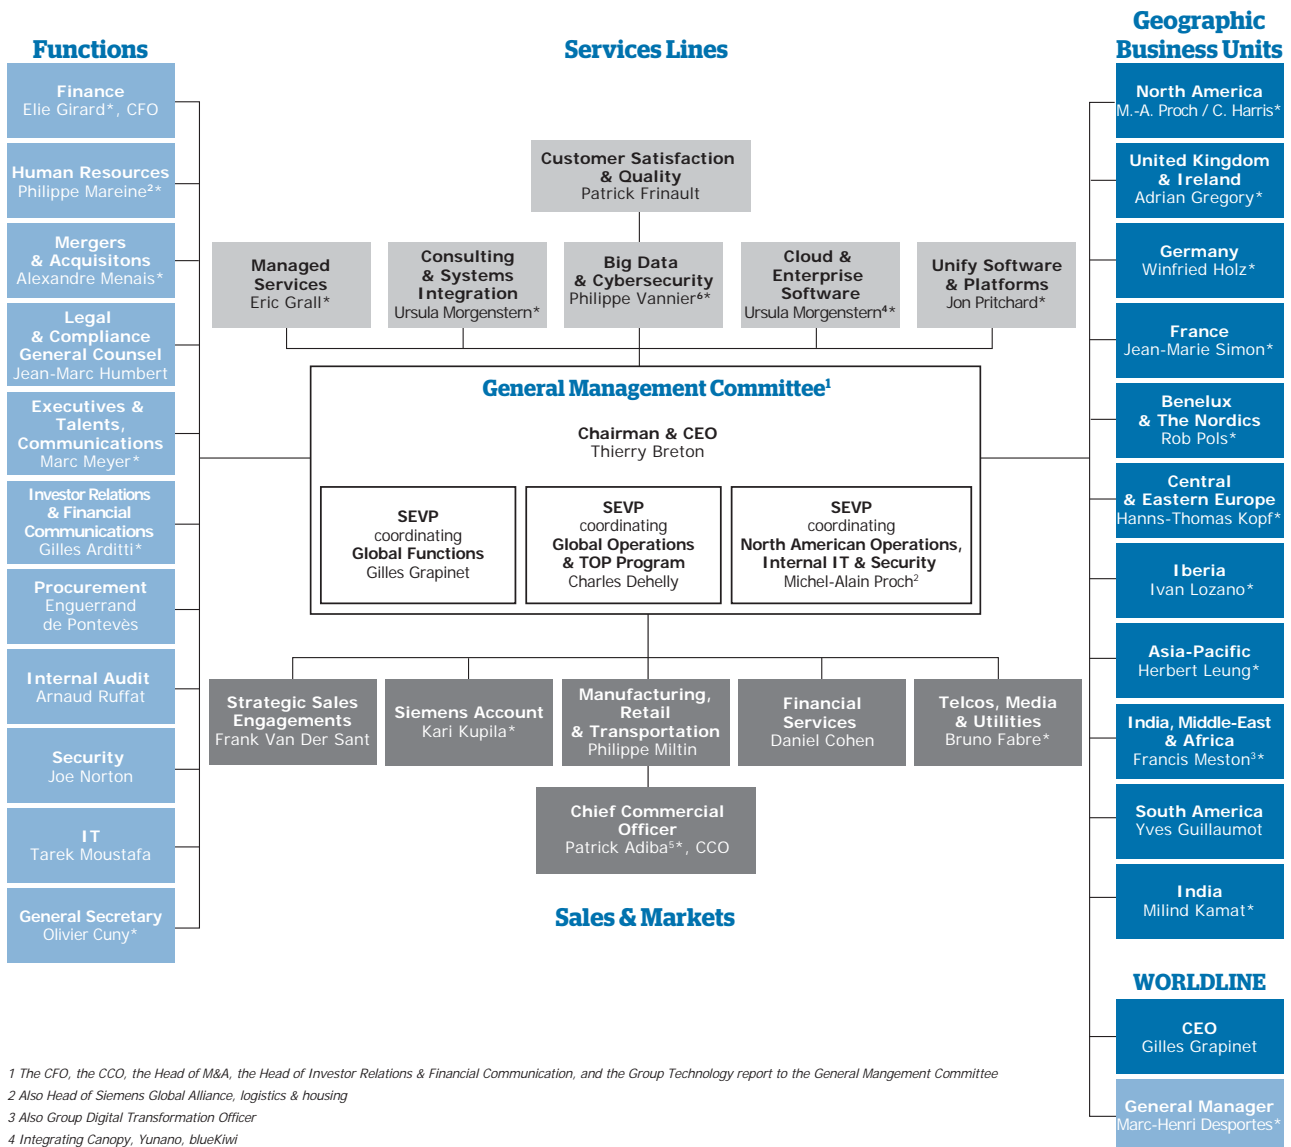 Functions
Finance
Elie Girard*, CFO
Human Resources
Philippe Mareine²*
Mergers
& Acquisitons
Alexandre Menais*
Legal
& Compliance
General Counsel
Jean-Marc Humbert
Executives &
Talents,
Communications
Marc Meyer*
Investor Relations
& Financial
Communications
Gilles Arditti*
Procurement
Enguerrand
de Pontevès
Internal Audit
Arnaud Ruffat
Security
Joe Norton
IT
Tarek Moustafa
General Secretary
Olivier Cuny*
Services Lines
Customer Satisfaction
& Quality
Patrick Frinault
Managed
Services
Eric Grall*
Consulting
& Systems
Integration
Ursula Morgenstern*
Big Data
& Cybersecurity
Philippe Vannier⁶*
Cloud &
Enterprise
Software
Ursula Morgenstern⁴*
Unify Software
& Platforms
Jon Pritchard*
General Management Committee¹
Chairman & CEO
Thierry Breton
SEVP
coordinating
Global Functions
Gilles Grapinet
SEVP
coordinating
Global Operations
& TOP Program
Charles Dehelly
SEVP
coordinating
North American Operations,
Internal IT & Security
Michel-Alain Proch²
Strategic Sales
Engagements
Frank Van Der Sant
Siemens Account
Kari Kupila*
Manufacturing,
Retail
& Transportation
Philippe Miltin
Financial
Services
Daniel Cohen
Telcos, Media
& Utilities
Bruno Fabre*
Chief Commercial
Officer
Patrick Adiba⁵*, CCO
Sales & Markets
Geographic
Business Units
North America
M.-A. Proch / C. Harris*
United Kingdom
& Ireland
Adrian Gregory*
Germany
Winfried Holz*
France
Jean-Marie Simon*
Benelux
& The Nordics
Rob Pols*
Central
& Eastern Europe
Hanns-Thomas Kopf*
Iberia
Ivan Lozano*
Asia-Pacific
Herbert Leung*
India, Middle-East
& Africa
Francis Meston³*
South America
Yves Guillaumot
India
Milind Kamat*
WORLDLINE
CEO
Gilles Grapinet
General Manager
Marc-Henri Desportes*
1 The CFO, the CCO, the Head of M&A, the Head of Investor Relations & Financial Communication, and the Group Technology report to the General Mangement Committee
2 Also Head of Siemens Global Alliance, logistics & housing
3 Also Group Digital Transformation Officer
4 Integrating Canopy, Yunano, blueKiwi